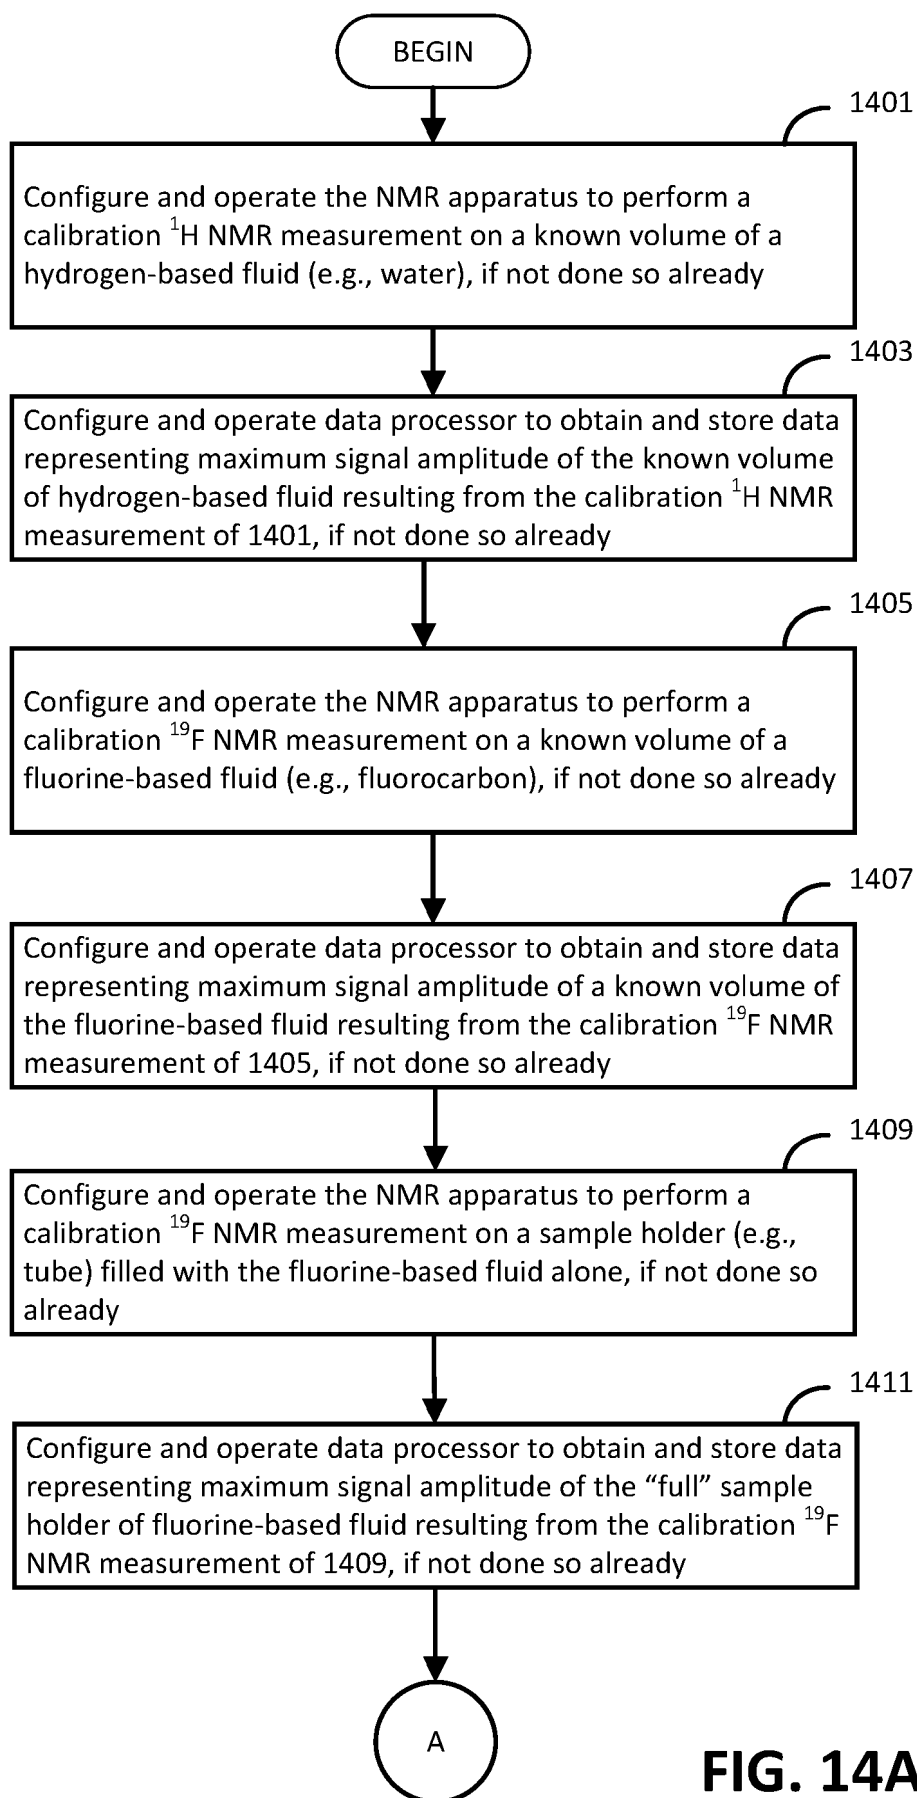 BEGIN
1401
Configure and operate the NMR apparatus to perform a
calibration ¹H NMR measurement on a known volume of a
hydrogen-based fluid (e.g., water), if not done so already
1403
Configure and operate data processor to obtain and store data
representing maximum signal amplitude of the known volume
of hydrogen-based fluid resulting from the calibration ¹H NMR
measurement of 1401, if not done so already
1405
Configure and operate the NMR apparatus to perform a
calibration ¹⁹F NMR measurement on a known volume of a
fluorine-based fluid (e.g., fluorocarbon), if not done so already
1407
Configure and operate data processor to obtain and store data
representing maximum signal amplitude of a known volume of
the fluorine-based fluid resulting from the calibration ¹⁹F NMR
measurement of 1405, if not done so already
1409
Configure and operate the NMR apparatus to perform a
calibration ¹⁹F NMR measurement on a sample holder (e.g.,
tube) filled with the fluorine-based fluid alone, if not done so
already
1411
Configure and operate data processor to obtain and store data
representing maximum signal amplitude of the “full” sample
holder of fluorine-based fluid resulting from the calibration ¹⁹F
NMR measurement of 1409, if not done so already
A
FIG. 14A